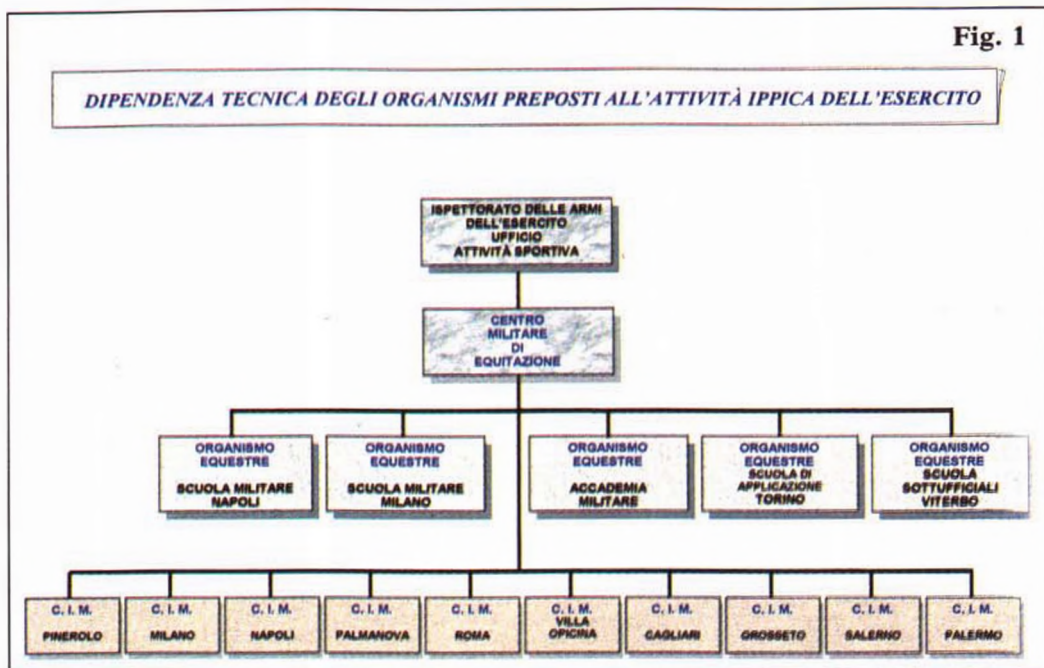 Fig. 1
DIPENDENZA TECNICA DEGLI ORGANISMI PREPOSTI ALL'ATTIVITÀ IPPICA DELL'ESERCITO
ISPETTORATO DELLE ARMI
DELL'ESERCITO
UFFICIO
ATTIVITÀ SPORTIVA
CENTRO
MILITARE
DI
EQUITAZIONE
ORGANISMO
EQUESTRE
SCUOLA MILITARE
NAPOLI
ORGANISMO
EQUESTRE
SCUOLA MILITARE
MILANO
ORGANISMO
EQUESTRE
ACCADEMIA
MILITARE
ORGANISMO
EQUESTRE
SCUOLA DI
APPLICAZIONE
TORINO
ORGANISMO
EQUESTRE
SCUOLA
SOTTUFFICIALI
VITERBO
C. I. M.
PINEROLO
C. I. M.
MILANO
C. I. M.
NAPOLI
C. I. M.
PALMANOVA
C. I. M.
ROMA
C. I. M.
VILLA
OPICINA
C. I. M.
CAGLIARI
C. I. M.
GROSSETO
C. I. M.
SALERNO
C. I. M.
PALERMO